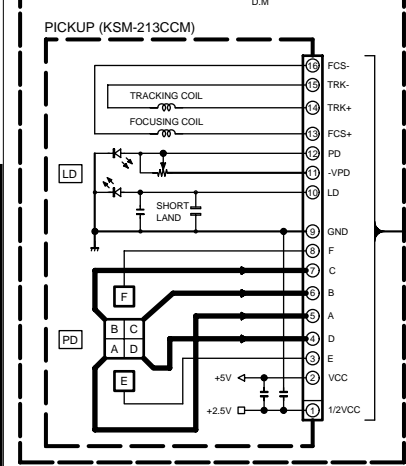 D.M
PICKUP (KSM-213CCM)
16 FCS-
15 TRK-
TRACKING COIL
14 TRK+
FOCUSING COIL
13 FCS+
12 PD
LD
11 -VPD
10 LD
SHORT
LAND
9 GND
8 F
7 C
F
6 B
5 A
B C
PD
A D
4 D
3 E
E
+5V
2 VCC
+2.5V
1 1/2VCC